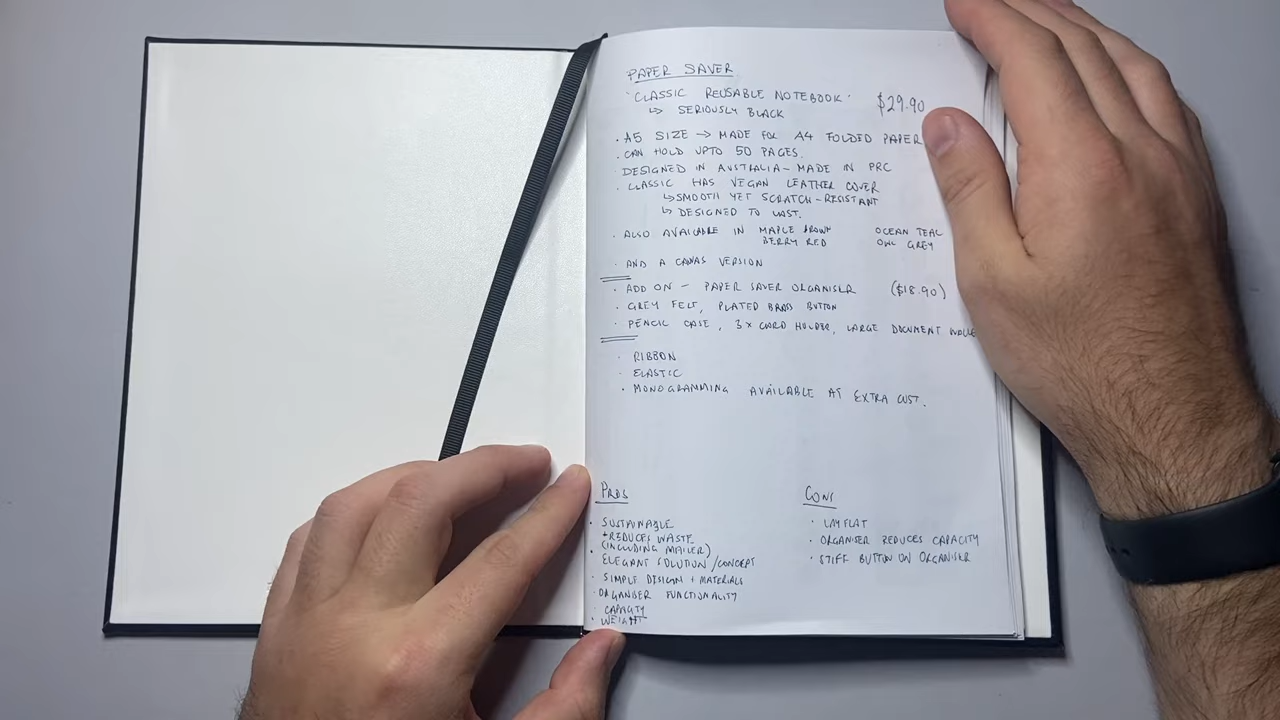 PAPER SAVER
'CLASSIC REUSABLE NOTEBOOK' $29.90
↳ SERIOUSLY BLACK
· A5 SIZE → MADE FOR A4 FOLDED PAPER
· CAN HOLD UPTO 50 PAGES.
· DESIGNED IN AUSTRALIA - MADE IN PRC
· CLASSIC HAS VEGAN LEATHER COVER
↳ SMOOTH YET SCRATCH-RESISTANT
↳ DESIGNED TO LAST.
· ALSO AVAILABLE IN MAPLE BROWN OCEAN TEAL
BERRY RED OWL GREY
· AND A CANVAS VERSION
· ADD ON - PAPER SAVER ORGANISER ($18.90)
· GREY FELT, PLATED BRASS BUTTON
· PENCIL CASE, 3 x CARD HOLDER, LARGE DOCUMENT WALLE
· RIBBON
· ELASTIC
· MONOGRAMMING AVAILABLE AT EXTRA COST.
PROS
· SUSTAINABLE
+ REDUCES WASTE
(INCLUDING MAILER)
· ELEGANT SOLUTION / CONCEPT
· SIMPLE DESIGN + MATERIALS
· ORGANISER FUNCTIONALITY
· CAPACITY
· WEIGHT
CONS
· LAY FLAT
· ORGANISER REDUCES CAPACITY
· STIFF BUTTON ON ORGANISER